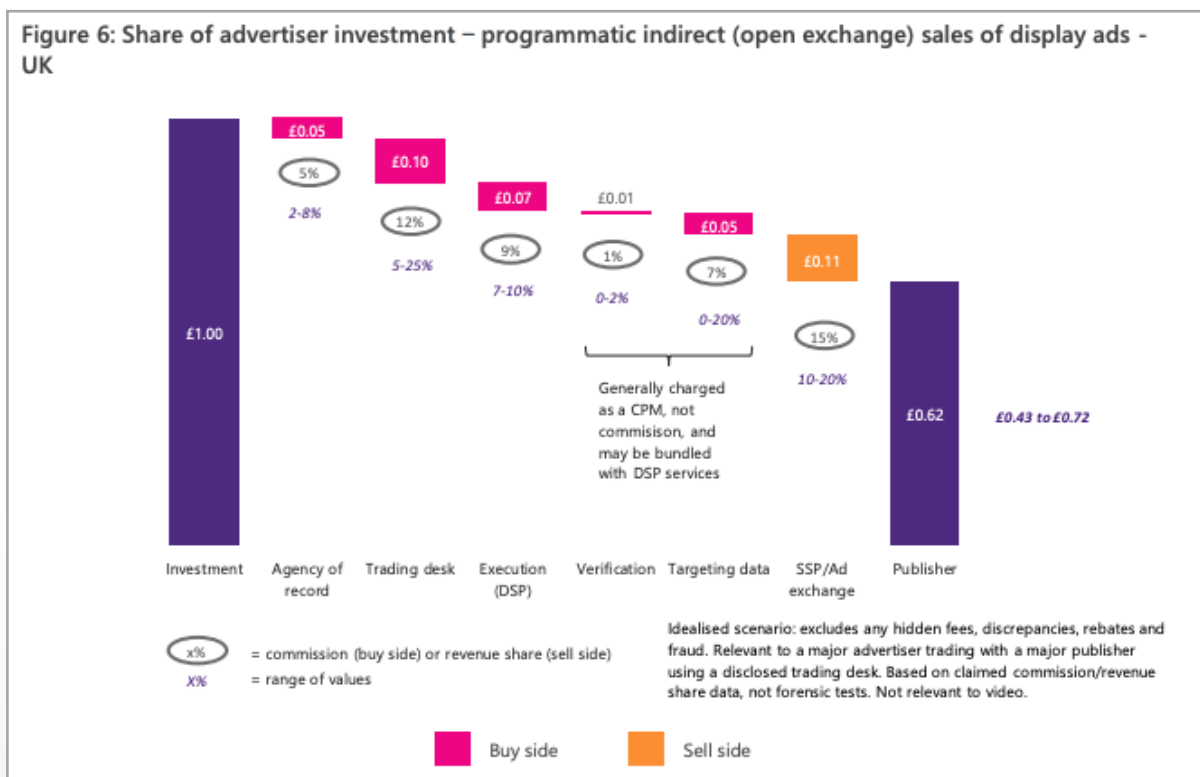 Figure 6: Share of advertiser investment – programmatic indirect (open exchange) sales of display ads -
UK
£1.00
£0.05
5%
2-8%
£0.10
12%
5-25%
£0.07
9%
7-10%
£0.01
1%
0-2%
£0.05
7%
0-20%
Generally charged
as a CPM, not
commisison, and
may be bundled
with DSP services
£0.11
15%
10-20%
£0.62
£0.43 to £0.72
Investment
Agency of
record
Trading desk
Execution
(DSP)
Verification
Targeting data
SSP/Ad
exchange
Publisher
x% = commission (buy side) or revenue share (sell side)
X% = range of values
Idealised scenario: excludes any hidden fees, discrepancies, rebates and
fraud. Relevant to a major advertiser trading with a major publisher
using a disclosed trading desk. Based on claimed commission/revenue
share data, not forensic tests. Not relevant to video.
Buy side
Sell side